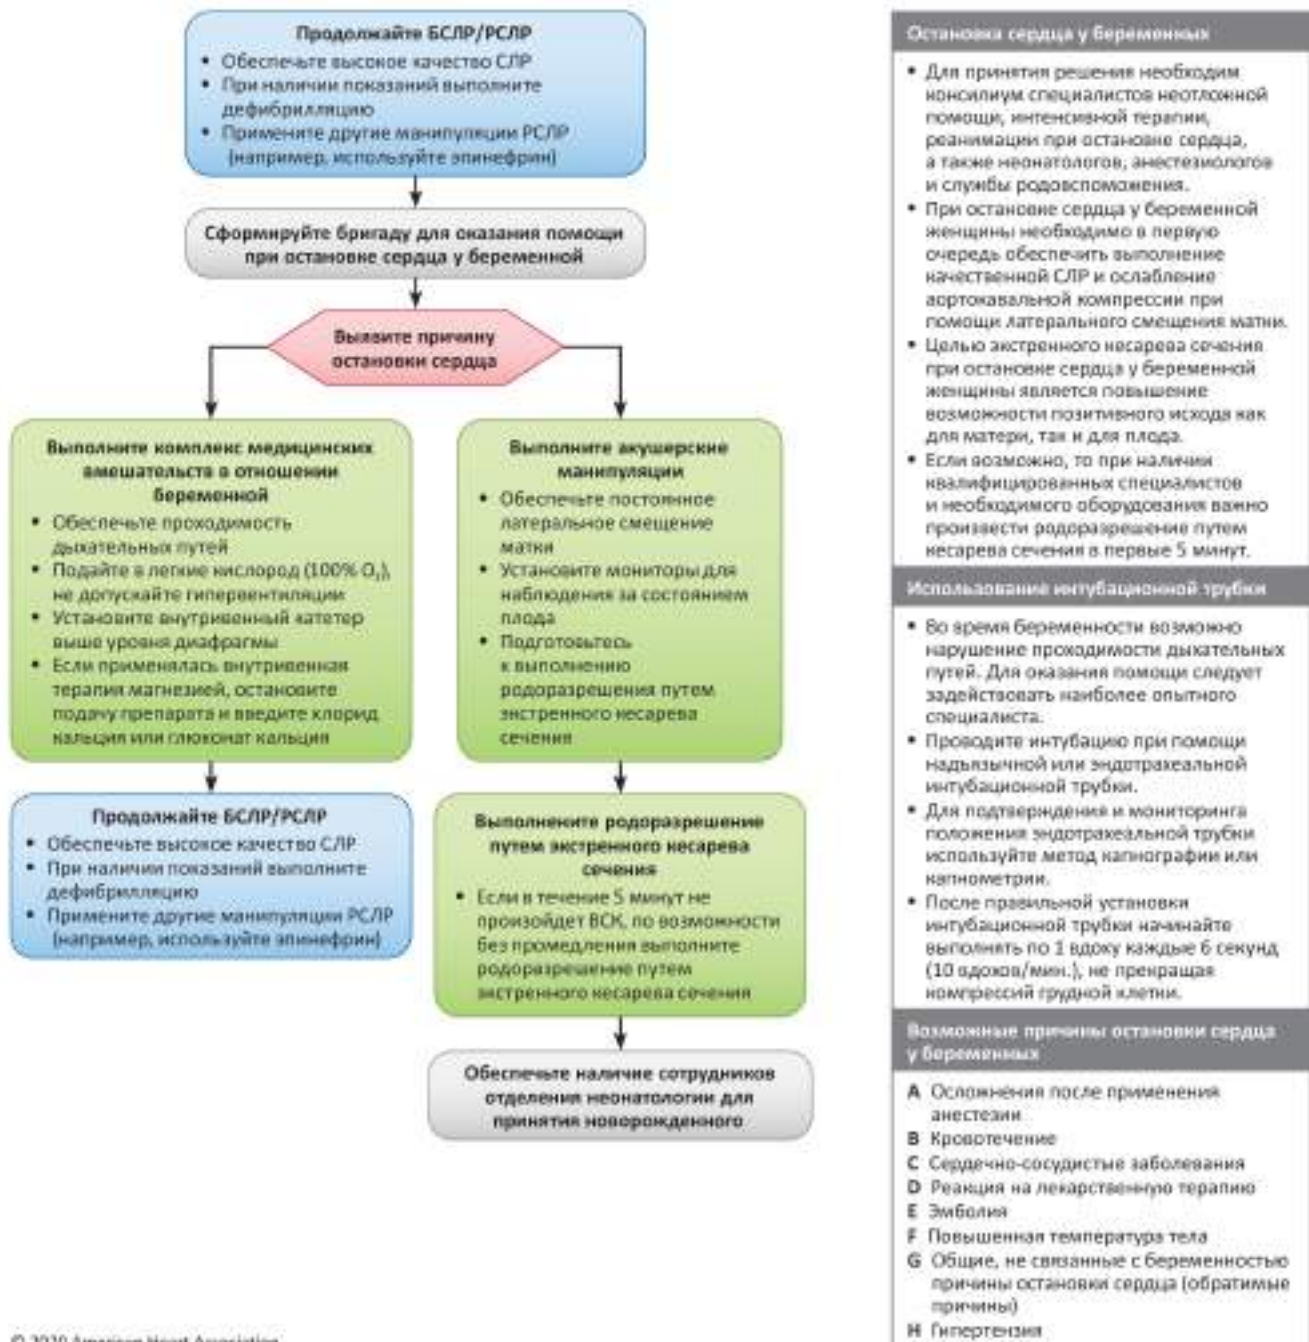 Продолжайте БСЛР/РСЛР
• Обеспечьте высокое качество СЛР
• При наличии показаний выполните
дефибрилляцию
• Примените другие манипуляции РСЛР
(например, используйте эпинефрин)
Сформируйте бригаду для оказания помощи
при остановке сердца у беременной
Выявите причину
остановки сердца
Выполните комплекс медицинских
вмешательств в отношении
беременной
• Обеспечьте проходимость
дыхательных путей
• Подайте в легкие кислород (100% O₂),
не допускайте гипервентиляции
• Установите внутривенный катетер
выше уровня диафрагмы
• Если применялась внутривенная
терапия магнезией, остановите
подачу препарата и введите хлорид
кальция или глюконат кальция
Продолжайте БСЛР/РСЛР
• Обеспечьте высокое качество СЛР
• При наличии показаний выполните
дефибрилляцию
• Примените другие манипуляции РСЛР
(например, используйте эпинефрин)
Выполните акушерские
манипуляции
• Обеспечьте постоянное
латеральное смещение
матки
• Установите мониторы для
наблюдения за состоянием
плода
• Подготовьтесь
к выполнению
родоразрешения путем
экстренного кесарева
сечения
Выполнените родоразрешение
путем экстренного кесарева
сечения
• Если в течение 5 минут не
произойдет ВСК, по возможности
без промедления выполните
родоразрешение путем
экстренного кесарева сечения
Обеспечьте наличие сотрудников
отделения неонатологии для
принятия новорожденного
Остановка сердца у беременных
• Для принятия решения необходим
консилиум специалистов неотложной
помощи, интенсивной терапии,
реанимации при остановке сердца,
а также неонатологов, анестезиологов
и службы родовспоможения.
• При остановке сердца у беременной
женщины необходимо в первую
очередь обеспечить выполнение
качественной СЛР и ослабление
аортокавальной компрессии при
помощи латерального смещения матки.
• Целью экстренного кесарева сечения
при остановке сердца у беременной
женщины является повышение
возможности позитивного исхода как
для матери, так и для плода.
• Если возможно, то при наличии
квалифицированных специалистов
и необходимого оборудования важно
произвести родоразрешение путем
кесарева сечения в первые 5 минут.
Использование интубационной трубки
• Во время беременности возможно
нарушение проходимости дыхательных
путей. Для оказания помощи следует
задействовать наиболее опытного
специалиста.
• Проводите интубацию при помощи
надъязычной или эндотрахеальной
интубационной трубки.
• Для подтверждения и мониторинга
положения эндотрахеальной трубки
используйте метод капнографии или
капнометрии.
• После правильной установки
интубационной трубки начинайте
выполнять по 1 вдоху каждые 6 секунд
(10 вдохов/мин.), не прекращая
компрессий грудной клетки.
Возможные причины остановки сердца
у беременных
A Осложнения после применения
анестезии
B Кровотечение
C Сердечно-сосудистые заболевания
D Реакция на лекарственную терапию
E Эмболия
F Повышенная температура тела
G Общие, не связанные с беременностью
причины остановки сердца (обратимые
причины)
H Гипертензия
© 2020 American Heart Association